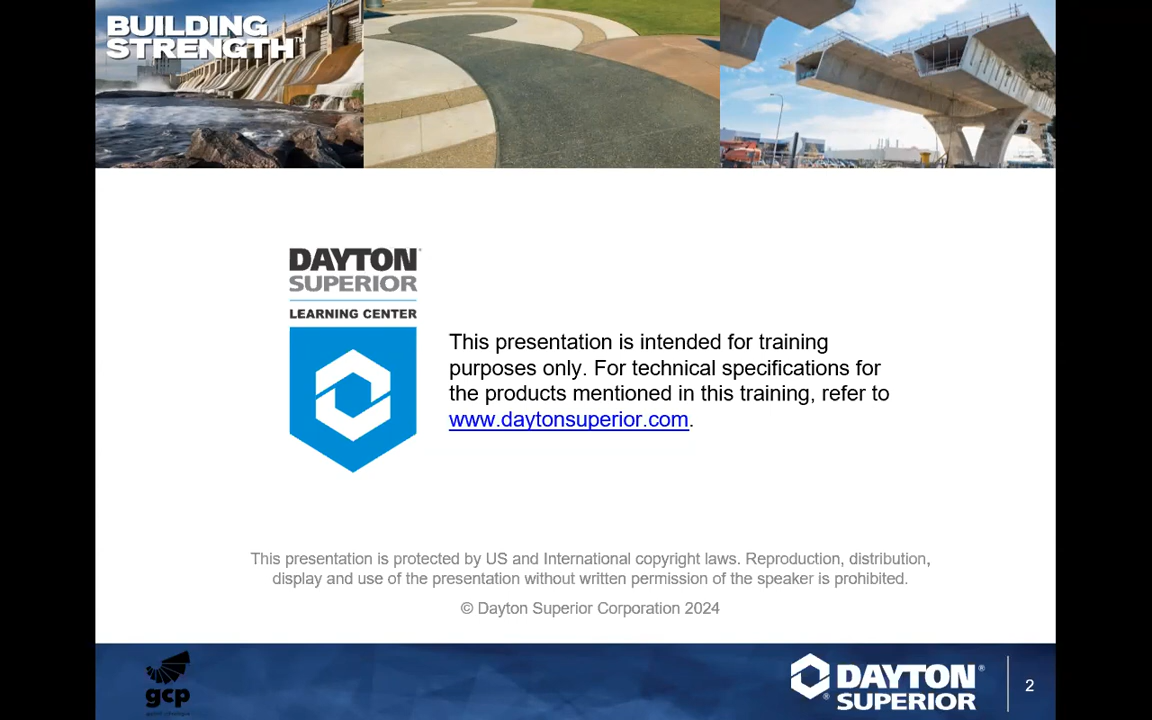 BUILDING
STRENGTH™
DAYTON®
SUPERIOR
LEARNING CENTER
This presentation is intended for training
purposes only. For technical specifications for
the products mentioned in this training, refer to
www.daytonsuperior.com.
This presentation is protected by US and International copyright laws. Reproduction, distribution,
display and use of the presentation without written permission of the speaker is prohibited.
© Dayton Superior Corporation 2024
gcp
DAYTON®
® SUPERIOR
2